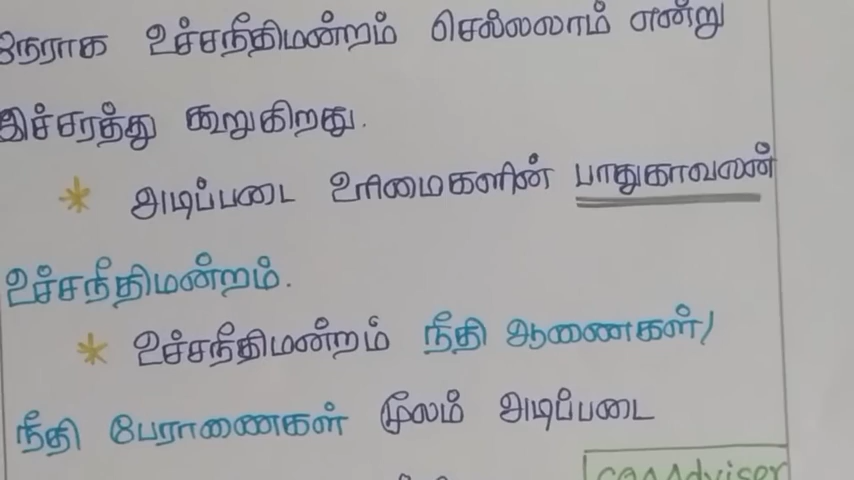 நேராக உச்சநீதிமன்றம் செல்லலாம் என்று
இச்சரத்து கூறுகிறது.
* அடிப்படை உரிமைகளின் பாதுகாவலன்
உச்சநீதிமன்றம்.
* உச்சநீதிமன்றம் நீதி ஆணைகள்/
நீதி பேராணைகள் மூலம் அடிப்படை